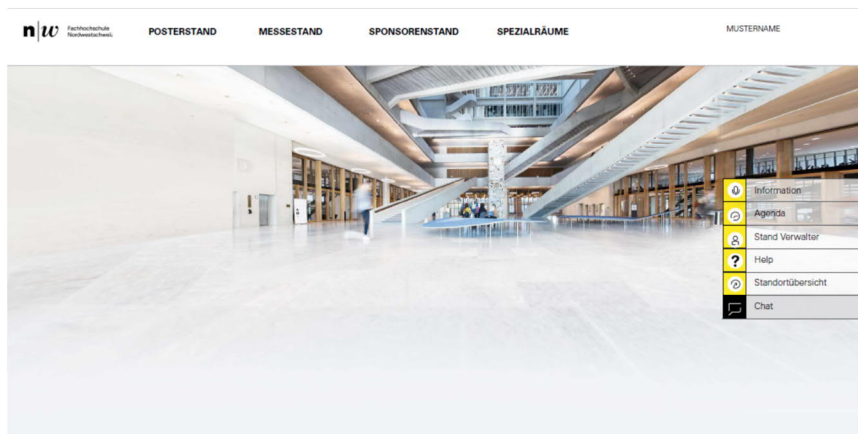 n|w Fachhochschule
Nordwestschweiz
POSTERSTAND MESSESTAND SPONSORENSTAND SPEZIALRÄUME MUSTERNAME
Information
Agenda
Stand Verwalter
Help
Standortübersicht
Chat